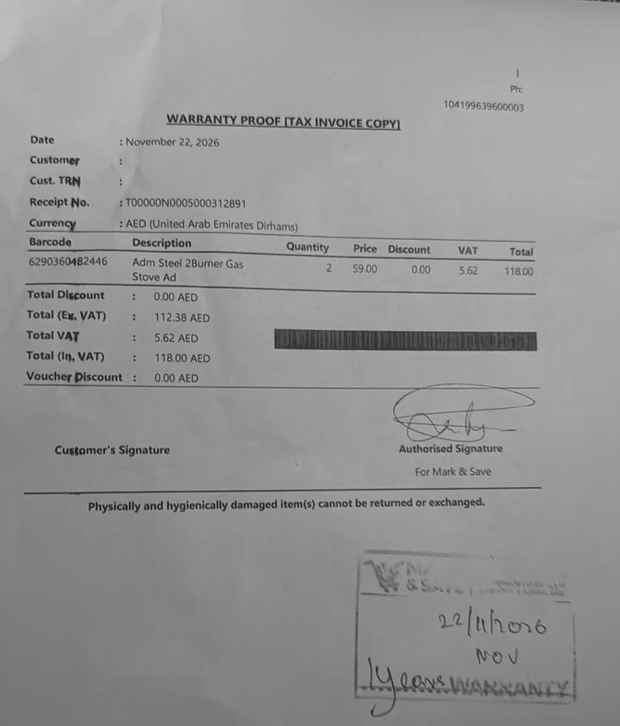 Ph:
104199639600003
WARRANTY PROOF [TAX INVOICE COPY]
Date : November 22, 2026
Customer :
Cust. TRN :
Receipt No. : T00000N0005000312891
Currency : AED (United Arab Emirates Dirhams)
Barcode Description Quantity Price Discount VAT Total
6290360482446 Adm Steel 2Burner Gas 2 59.00 0.00 5.62 118.00
Stove Ad
Total Discount : 0.00 AED
Total (Ex. VAT) : 112.38 AED
Total VAT : 5.62 AED
Total (In. VAT) : 118.00 AED
Voucher Discount : 0.00 AED
Customer's Signature
Authorised Signature
For Mark & Save
Physically and hygienically damaged item(s) cannot be returned or exchanged.
& Save
22/11/2026
NOV
1 Years WARRANTY